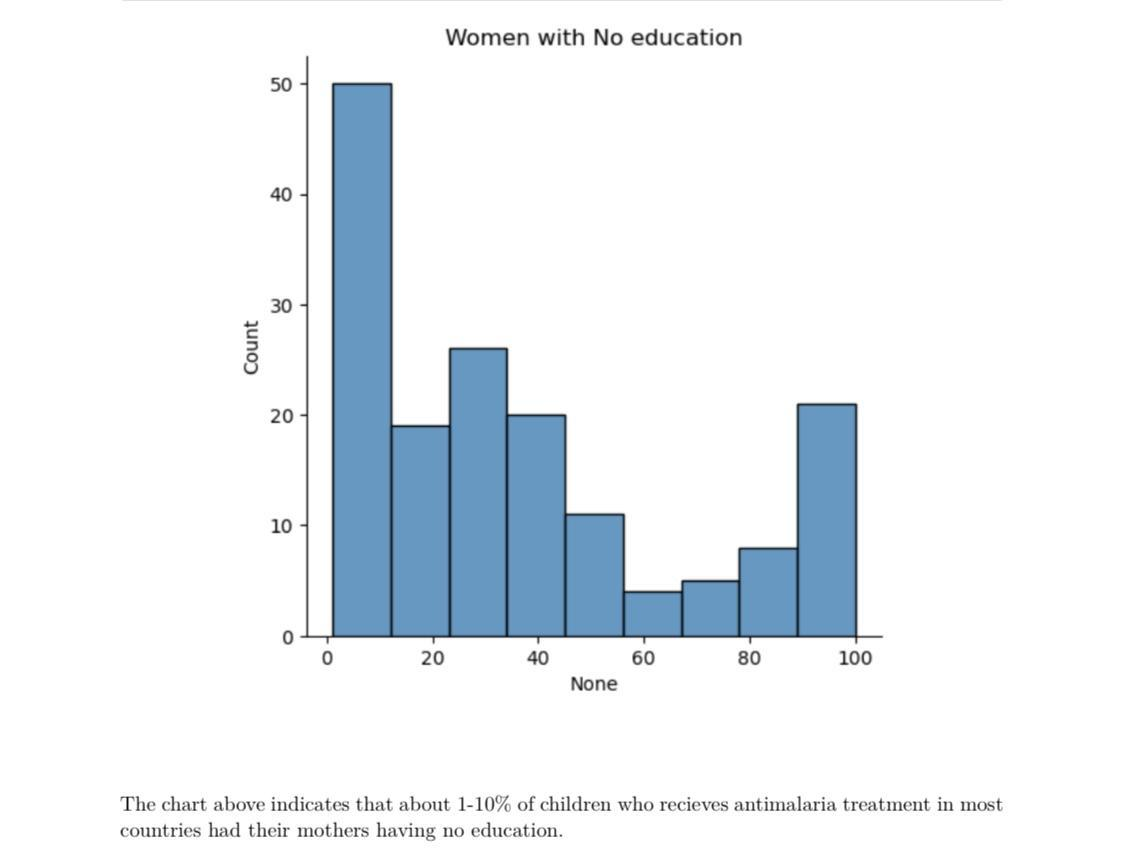 Women with No education
50
40
30
20
10
0
Count
0 20 40 60 80 100
None
The chart above indicates that about 1-10% of children who recieves antimalaria treatment in most
countries had their mothers having no education.